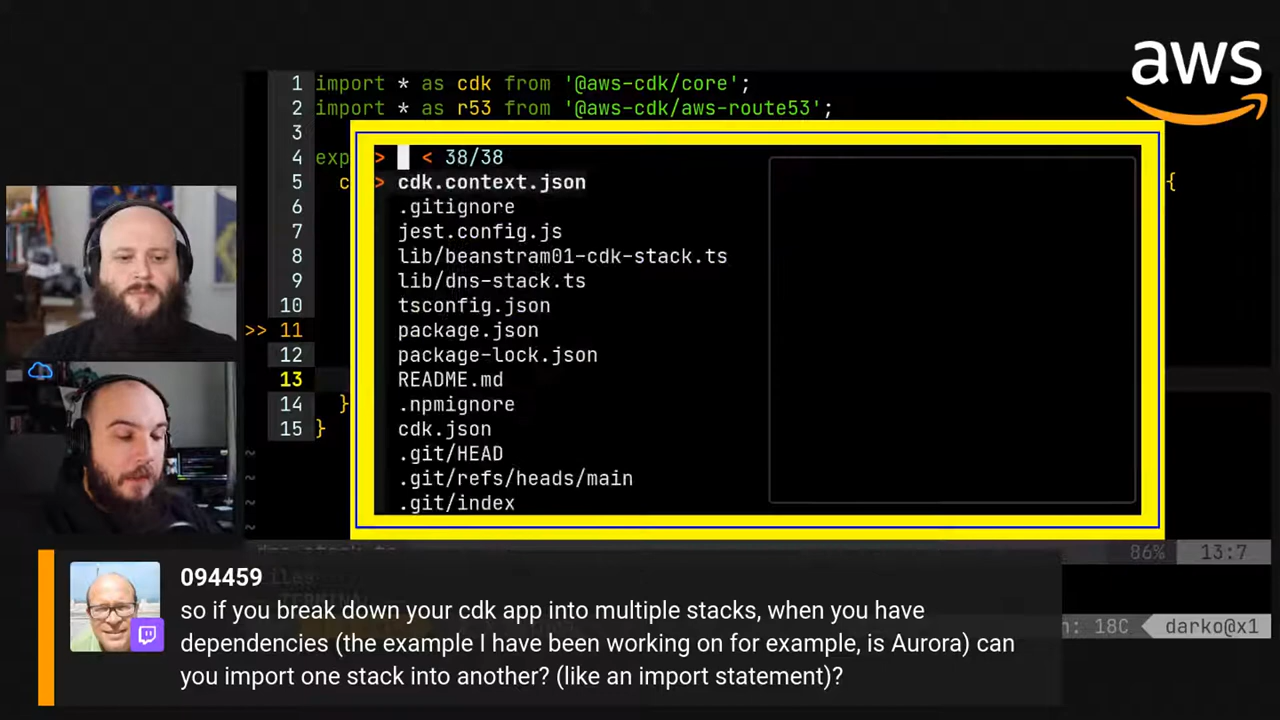 aws
1 import * as cdk from '@aws-cdk/core';
2 import * as r53 from '@aws-cdk/aws-route53';
3
4 exp
5 c {
6
7
8
9
10
>> 11
12
13
14 }
15 }
~
~
~
~
> < 38/38
> cdk.context.json
.gitignore
jest.config.js
lib/beanstram01-cdk-stack.ts
lib/dns-stack.ts
tsconfig.json
package.json
package-lock.json
README.md
.npmignore
cdk.json
.git/HEAD
.git/refs/heads/main
.git/index
86% 13:7
n: 18C darko@x1
094459
so if you break down your cdk app into multiple stacks, when you have
dependencies (the example I have been working on for example, is Aurora) can
you import one stack into another? (like an import statement)?